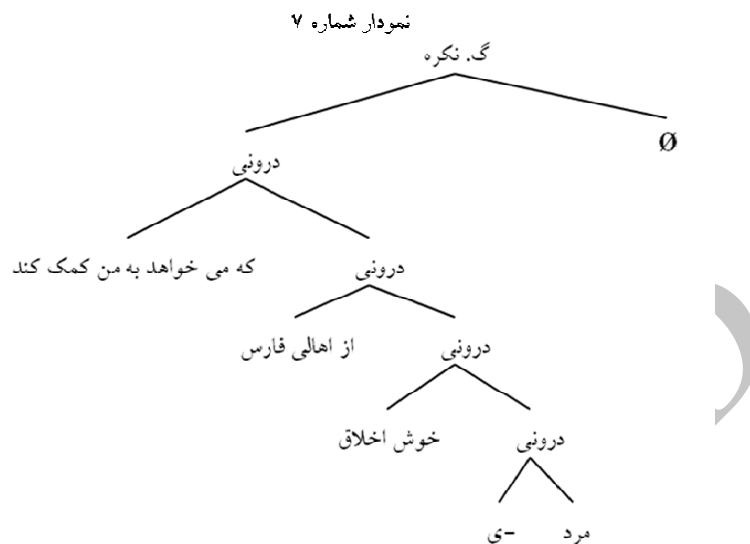 نمودار شماره ۷
گ. نکره
Ø
درونی
درونی
که می خواهد به من کمک کند
درونی
از اهالی فارس
درونی
خوش اخلاق
مرد
-ی